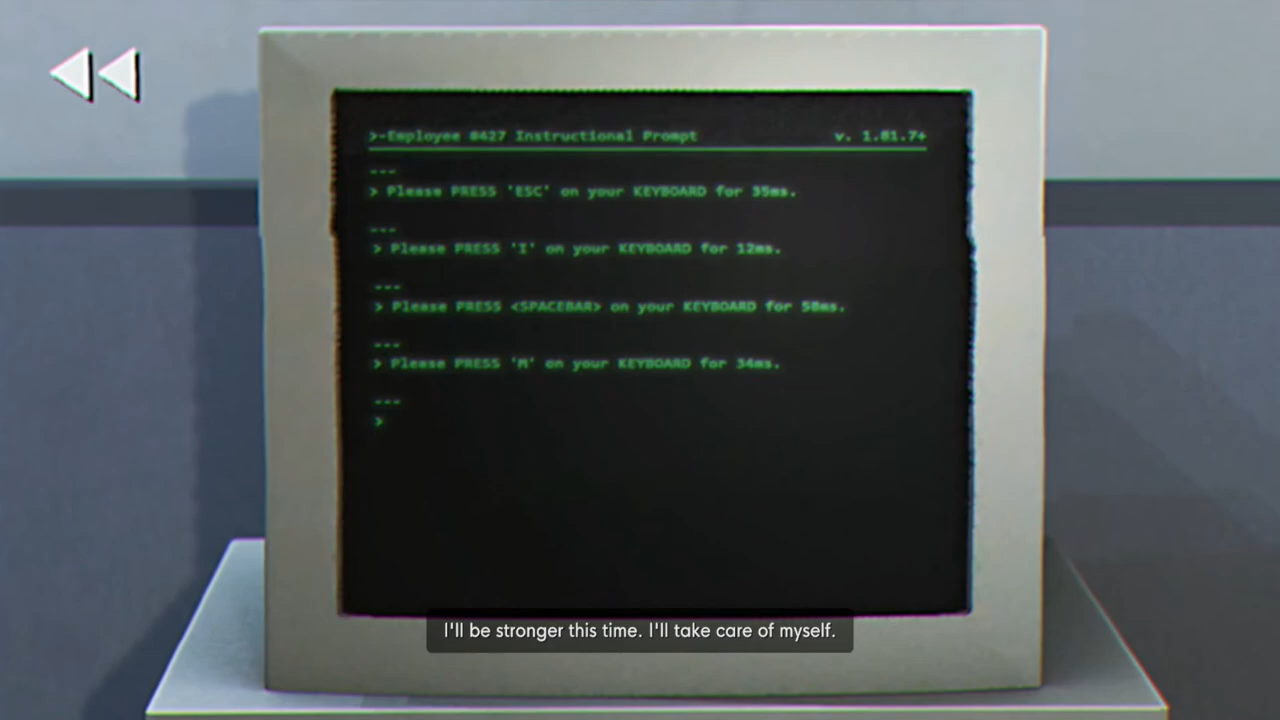 >-Employee #427 Instructional Prompt v. 1.01.7+
---
> Please PRESS 'ESC' on your KEYBOARD for 35ms.
---
> Please PRESS 'I' on your KEYBOARD for 12ms.
---
> Please PRESS <SPACEBAR> on your KEYBOARD for 58ms.
---
> Please PRESS 'M' on your KEYBOARD for 34ms.
---
>
I'll be stronger this time. I'll take care of myself.